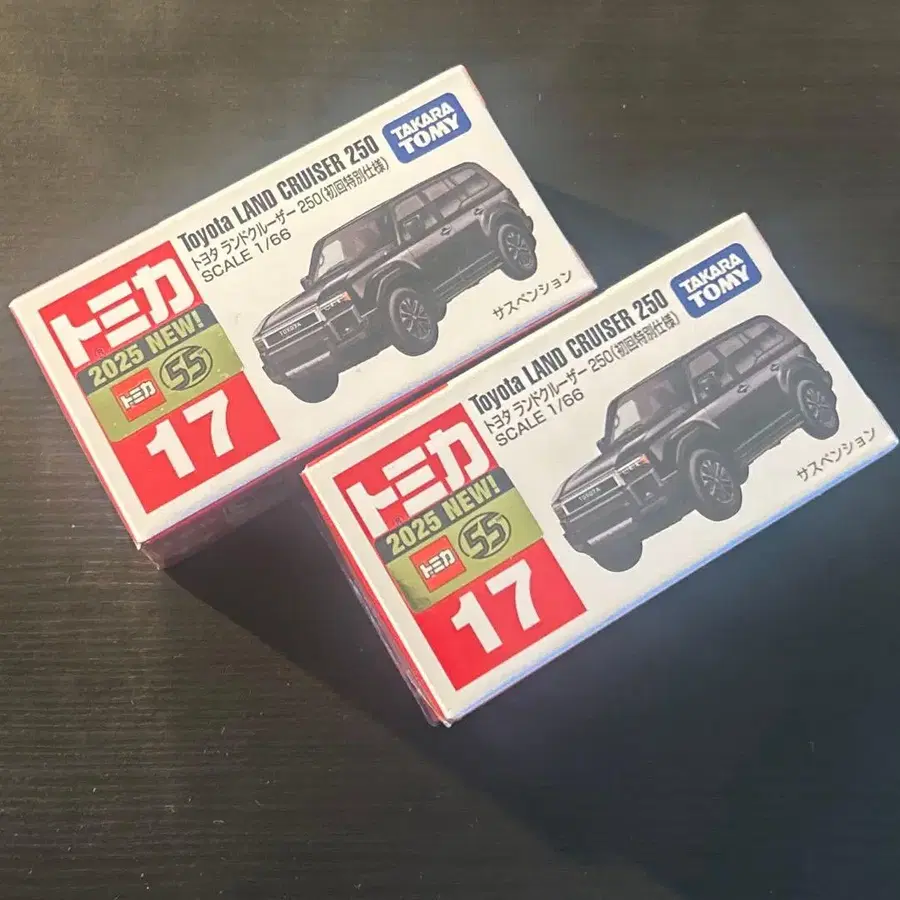 TAKARA
TOMY
Toyota LAND CRUISER 250
トヨタ ランドクルーザー 250(初回特別仕様)
SCALE 1/66
トミカ
2025 NEW!
トミカ 55
17
TOYOTA
サスペンション
TAKARA
TOMY
Toyota LAND CRUISER 250
トヨタ ランドクルーザー 250(初回特別仕様)
SCALE 1/66
トミカ
2025 NEW!
トミカ 55
17
TOYOTA
サスペンション